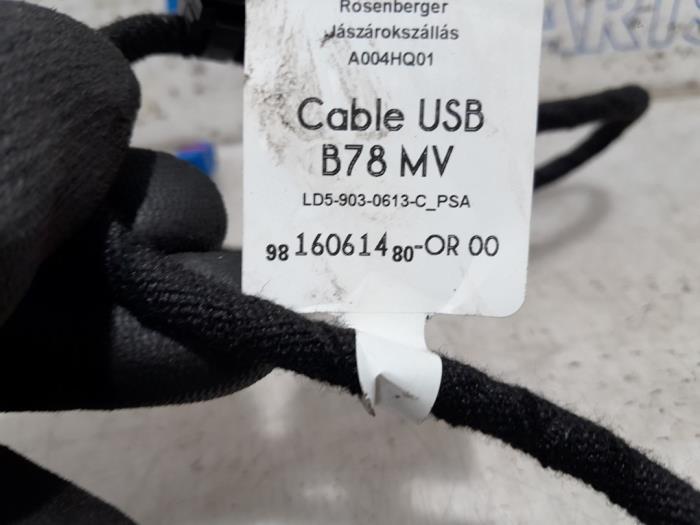 Rosenberger
Jászárokszállás
A004HQ01
Cable USB
B78 MV
LD5-903-0613-C_PSA
98 160614 80-OR 00